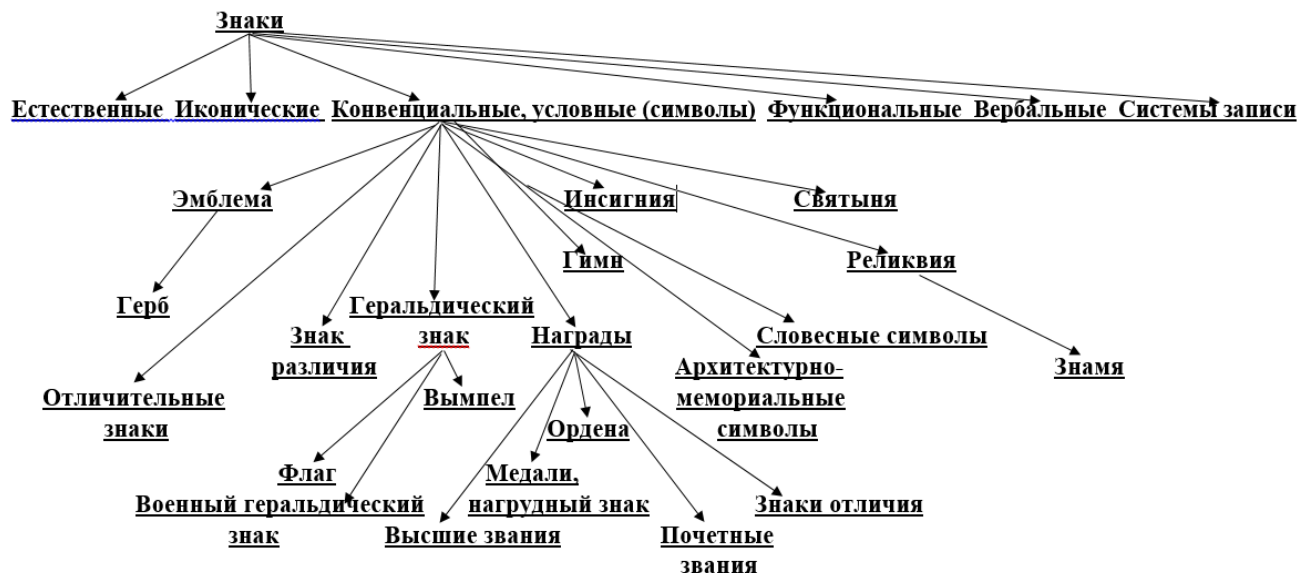 Знаки
Естественные Иконические Конвенциальные, условные (символы) Функциональные Вербальные Системы записи
Эмблема
Инсигния
Святыня
Гимн
Реликвия
Герб
Геральдический
знак
Знак
различия
Награды
Словесные символы
Архитектурно-
мемориальные
символы
Знамя
Отличительные
знаки
Вымпел
Ордена
Флаг
Медали,
нагрудный знак
Военный геральдический
знак
Знаки отличия
Высшие звания
Почетные
звания